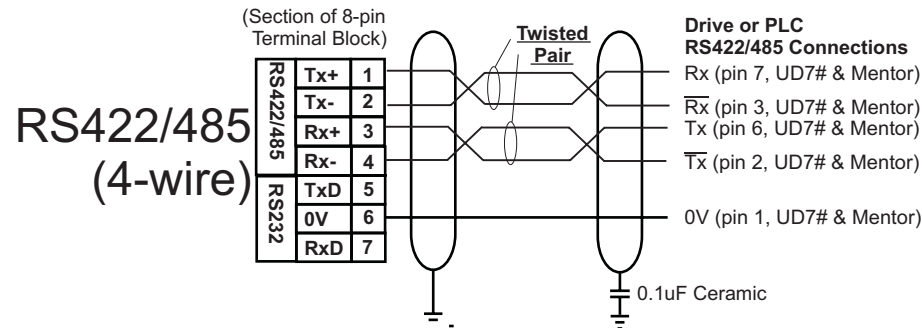 (Section of 8-pin
Terminal Block)
Twisted
Pair
Drive or PLC
RS422/485 Connections
RS422/485
(4-wire)
RS422/485
Tx+ 1
Tx- 2
Rx+ 3
Rx- 4
RS232
TxD 5
0V 6
RxD 7
Rx (pin 7, UD7# & Mentor)
R̅x̅ (pin 3, UD7# & Mentor)
Tx (pin 6, UD7# & Mentor)
T̅x̅ (pin 2, UD7# & Mentor)
0V (pin 1, UD7# & Mentor)
0.1uF Ceramic